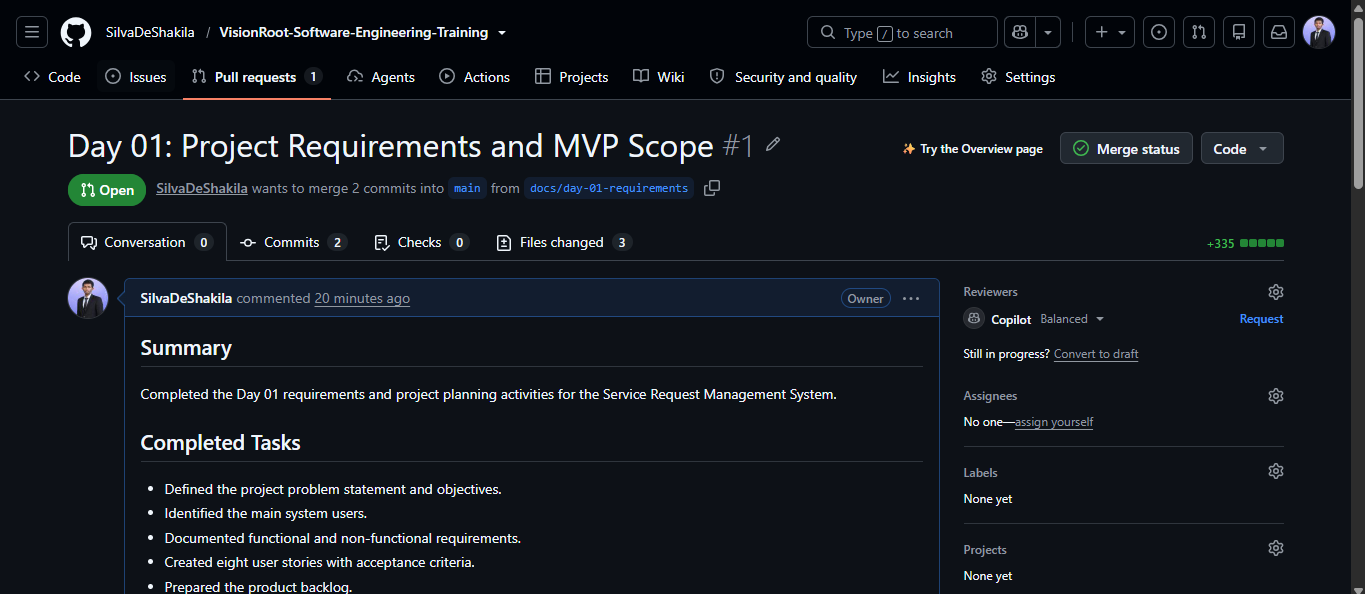 SilvaDeShakila / VisionRoot-Software-Engineering-Training
Type / to search
Code
Issues
Pull requests 1
Agents
Actions
Projects
Wiki
Security and quality
Insights
Settings
Day 01: Project Requirements and MVP Scope #1
Try the Overview page
Merge status
Code
Open
SilvaDeShakila wants to merge 2 commits into main from docs/day-01-requirements
Conversation 0
Commits 2
Checks 0
Files changed 3
+335
SilvaDeShakila commented 20 minutes ago
Owner
Summary
Completed the Day 01 requirements and project planning activities for the Service Request Management System.
Completed Tasks
• Defined the project problem statement and objectives.
• Identified the main system users.
• Documented functional and non-functional requirements.
• Created eight user stories with acceptance criteria.
• Prepared the product backlog.
Reviewers
Copilot Balanced
Request
Still in progress? Convert to draft
Assignees
No one—assign yourself
Labels
None yet
Projects
None yet